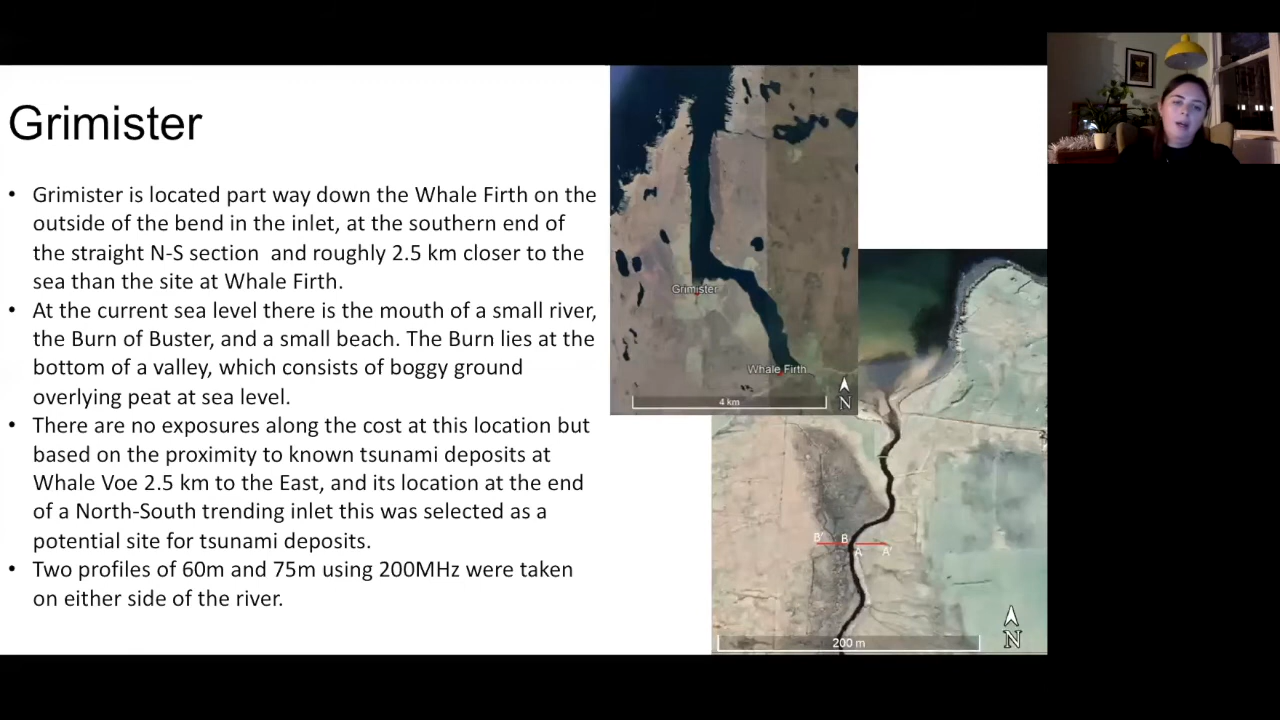 Grimister
• Grimister is located part way down the Whale Firth on the
outside of the bend in the inlet, at the southern end of
the straight N-S section  and roughly 2.5 km closer to the
sea than the site at Whale Firth.
• At the current sea level there is the mouth of a small river,
the Burn of Buster, and a small beach. The Burn lies at the
bottom of a valley, which consists of boggy ground
overlying peat at sea level.
• There are no exposures along the cost at this location but
based on the proximity to known tsunami deposits at
Whale Voe 2.5 km to the East, and its location at the end
of a North-South trending inlet this was selected as a
potential site for tsunami deposits.
• Two profiles of 60m and 75m using 200MHz were taken
on either side of the river.
Grimister
Whale Firth
4 km
N
B' B
A A'
200 m
N